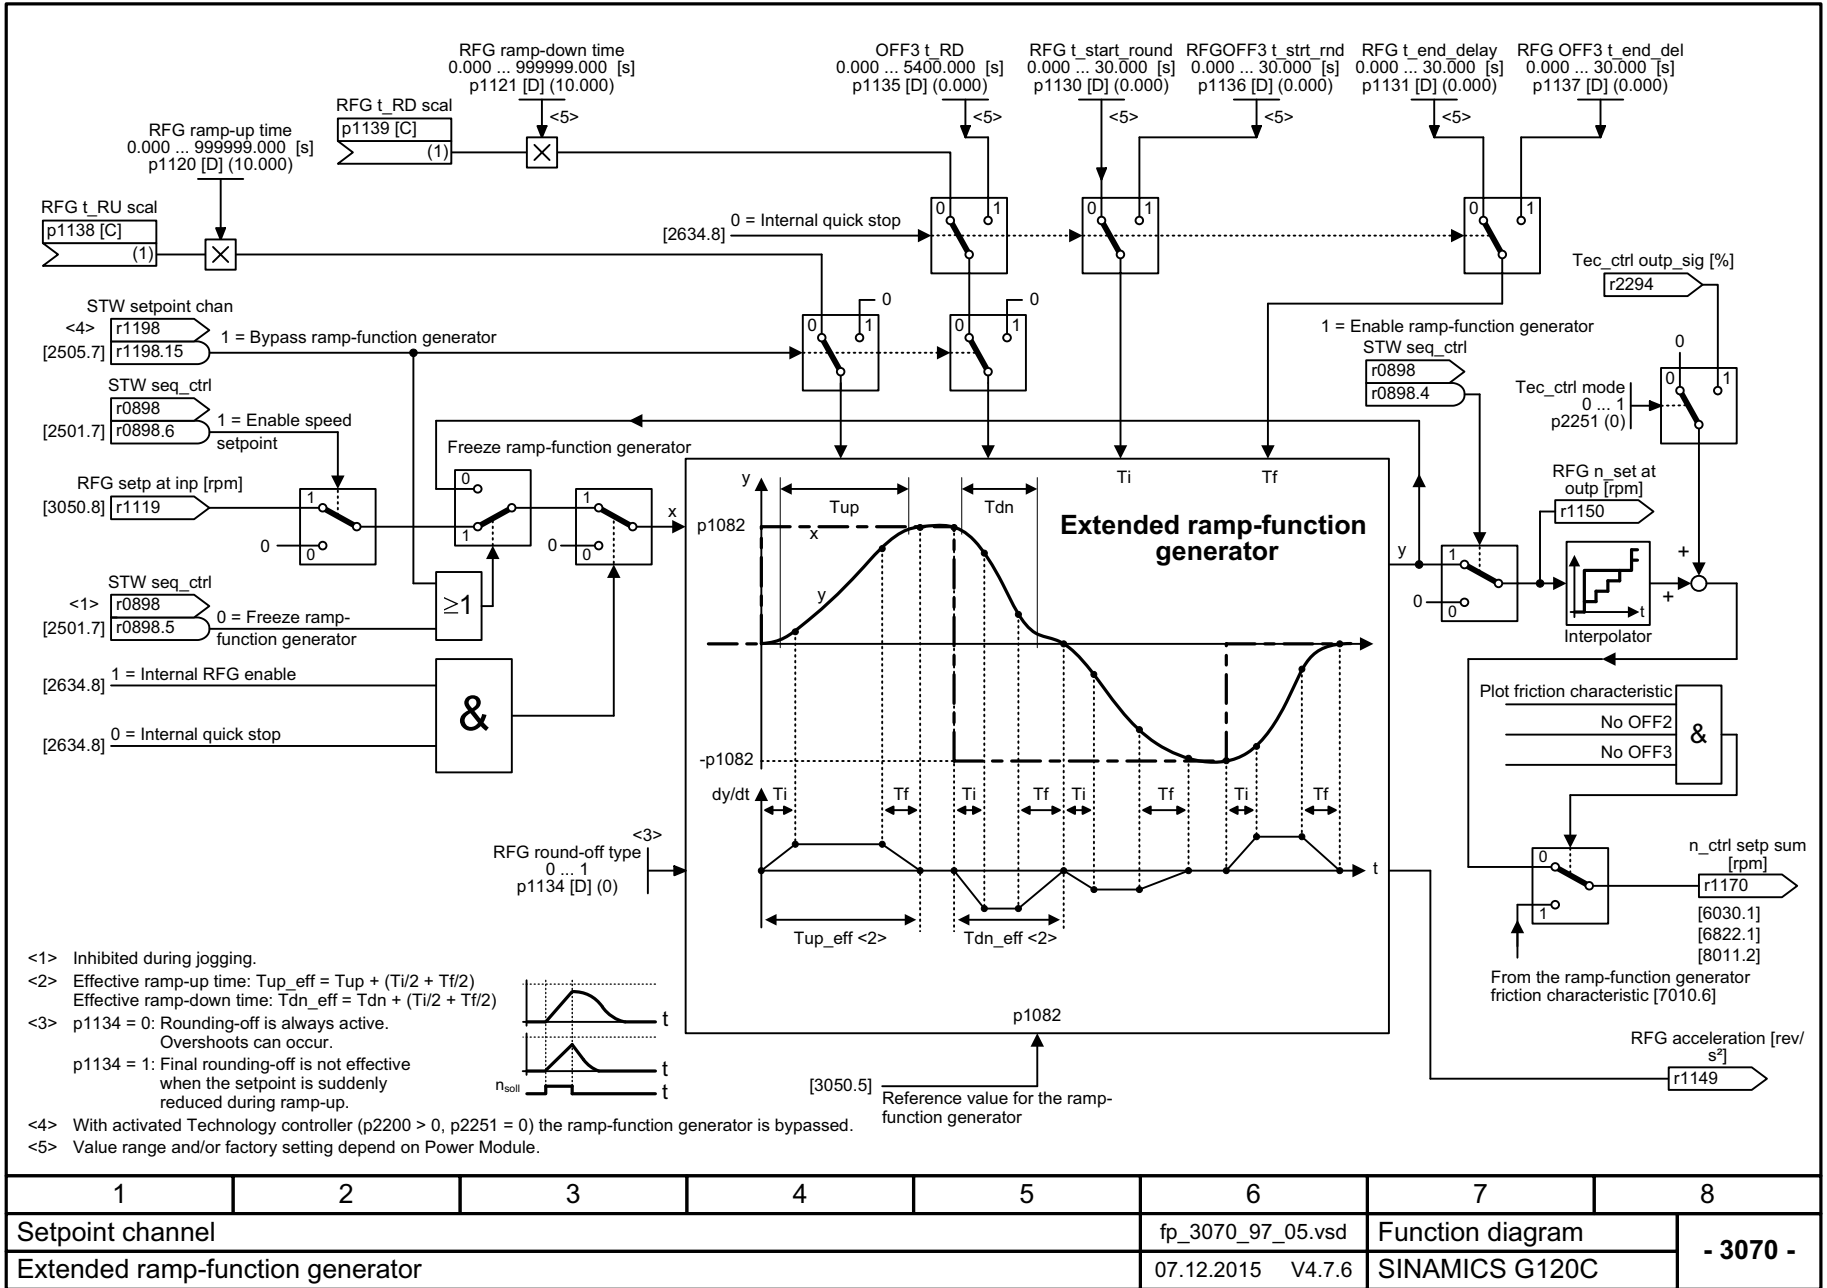 RFG ramp-down time
0.000 ... 999999.000 [s]
p1121 [D] (10.000)
<5>
OFF3 t_RD
0.000 ... 5400.000 [s]
p1135 [D] (0.000)
<5>
RFG t_start_round
0.000 ... 30.000 [s]
p1130 [D] (0.000)
<5>
RFGOFF3 t_strt_rnd
0.000 ... 30.000 [s]
p1136 [D] (0.000)
RFG t_end_delay
0.000 ... 30.000 [s]
p1131 [D] (0.000)
<5>
RFG OFF3 t_end_del
0.000 ... 30.000 [s]
p1137 [D] (0.000)
RFG t_RD scal
p1139 [C]
(1)
RFG ramp-up time
0.000 ... 999999.000 [s]
p1120 [D] (10.000)
RFG t_RU scal
p1138 [C]
(1)
[2634.8]
0 = Internal quick stop
0 1
0 1
0 1
Tec_ctrl outp_sig [%]
r2294
STW setpoint chan
<4>
r1198
[2505.7]
r1198.15
1 = Bypass ramp-function generator
0
0 1
0
0 1
1 = Enable ramp-function generator
STW seq_ctrl
r0898
r0898.4
0
0 1
Tec_ctrl mode
0 ... 1
p2251 (0)
STW seq_ctrl
r0898
[2501.7]
r0898.6
1 = Enable speed
setpoint
Freeze ramp-function generator
RFG setp at inp [rpm]
[3050.8]
r1119
1
0
0
0
1
1
0
0
x
STW seq_ctrl
<1>
r0898
[2501.7]
r0898.5
0 = Freeze ramp-
function generator
≥1
[2634.8]
1 = Internal RFG enable
[2634.8]
0 = Internal quick stop
&
Ti
Tf
y
Tup
Tdn
p1082
x
y
Extended ramp-function
generator
-p1082
dy/dt
Ti
Tf
Ti
Tf
Ti
Tf
Ti
Tf
t
Tup_eff <2>
Tdn_eff <2>
p1082
y
1
0
0
RFG n_set at
outp [rpm]
r1150
t
Interpolator
+
+
Plot friction characteristic
No OFF2
No OFF3
&
0
1
n_ctrl setp sum
[rpm]
r1170
[6030.1]
[6822.1]
[8011.2]
From the ramp-function generator
friction characteristic [7010.6]
RFG acceleration [rev/
s²]
r1149
<3>
RFG round-off type
0 ... 1
p1134 [D] (0)
[3050.5]
Reference value for the ramp-
function generator
<1> Inhibited during jogging.
<2> Effective ramp-up time: Tup_eff = Tup + (Ti/2 + Tf/2)
Effective ramp-down time: Tdn_eff = Tdn + (Ti/2 + Tf/2)
<3> p1134 = 0: Rounding-off is always active.
Overshoots can occur.
p1134 = 1: Final rounding-off is not effective
when the setpoint is suddenly
reduced during ramp-up.
t
t
n_soll
t
<4> With activated Technology controller (p2200 > 0, p2251 = 0) the ramp-function generator is bypassed.
<5> Value range and/or factory setting depend on Power Module.
1 2 3 4 5 6 7 8
Setpoint channel
fp_3070_97_05.vsd
Function diagram
- 3070 -
Extended ramp-function generator
07.12.2015 V4.7.6
SINAMICS G120C